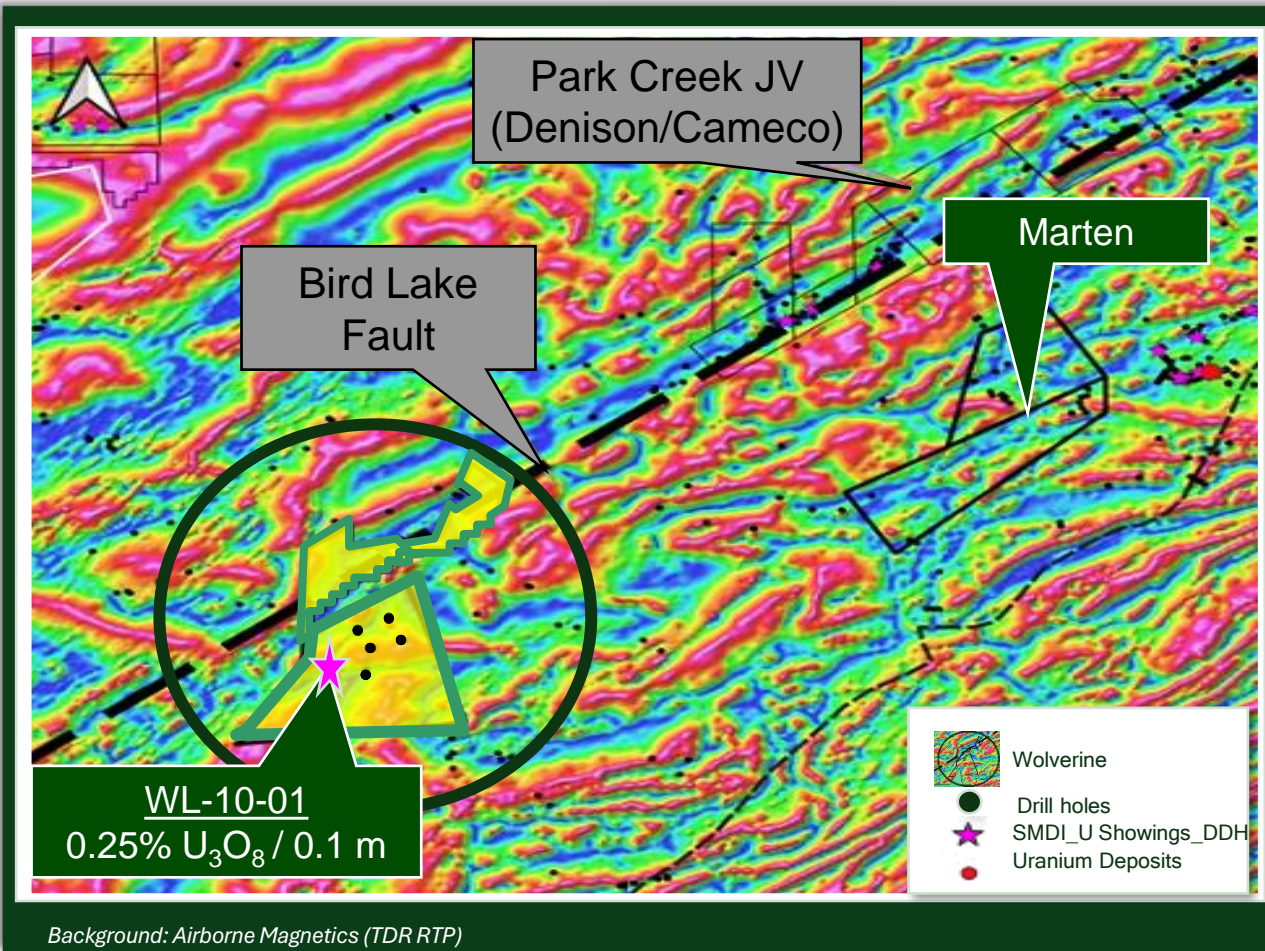 Park Creek JV
(Denison/Cameco)
Marten
Bird Lake
Fault
WL-10-01
0.25% U₃O₈ / 0.1 m
Wolverine
Drill holes
SMDI_U Showings_DDH
Uranium Deposits
Background: Airborne Magnetics (TDR RTP)